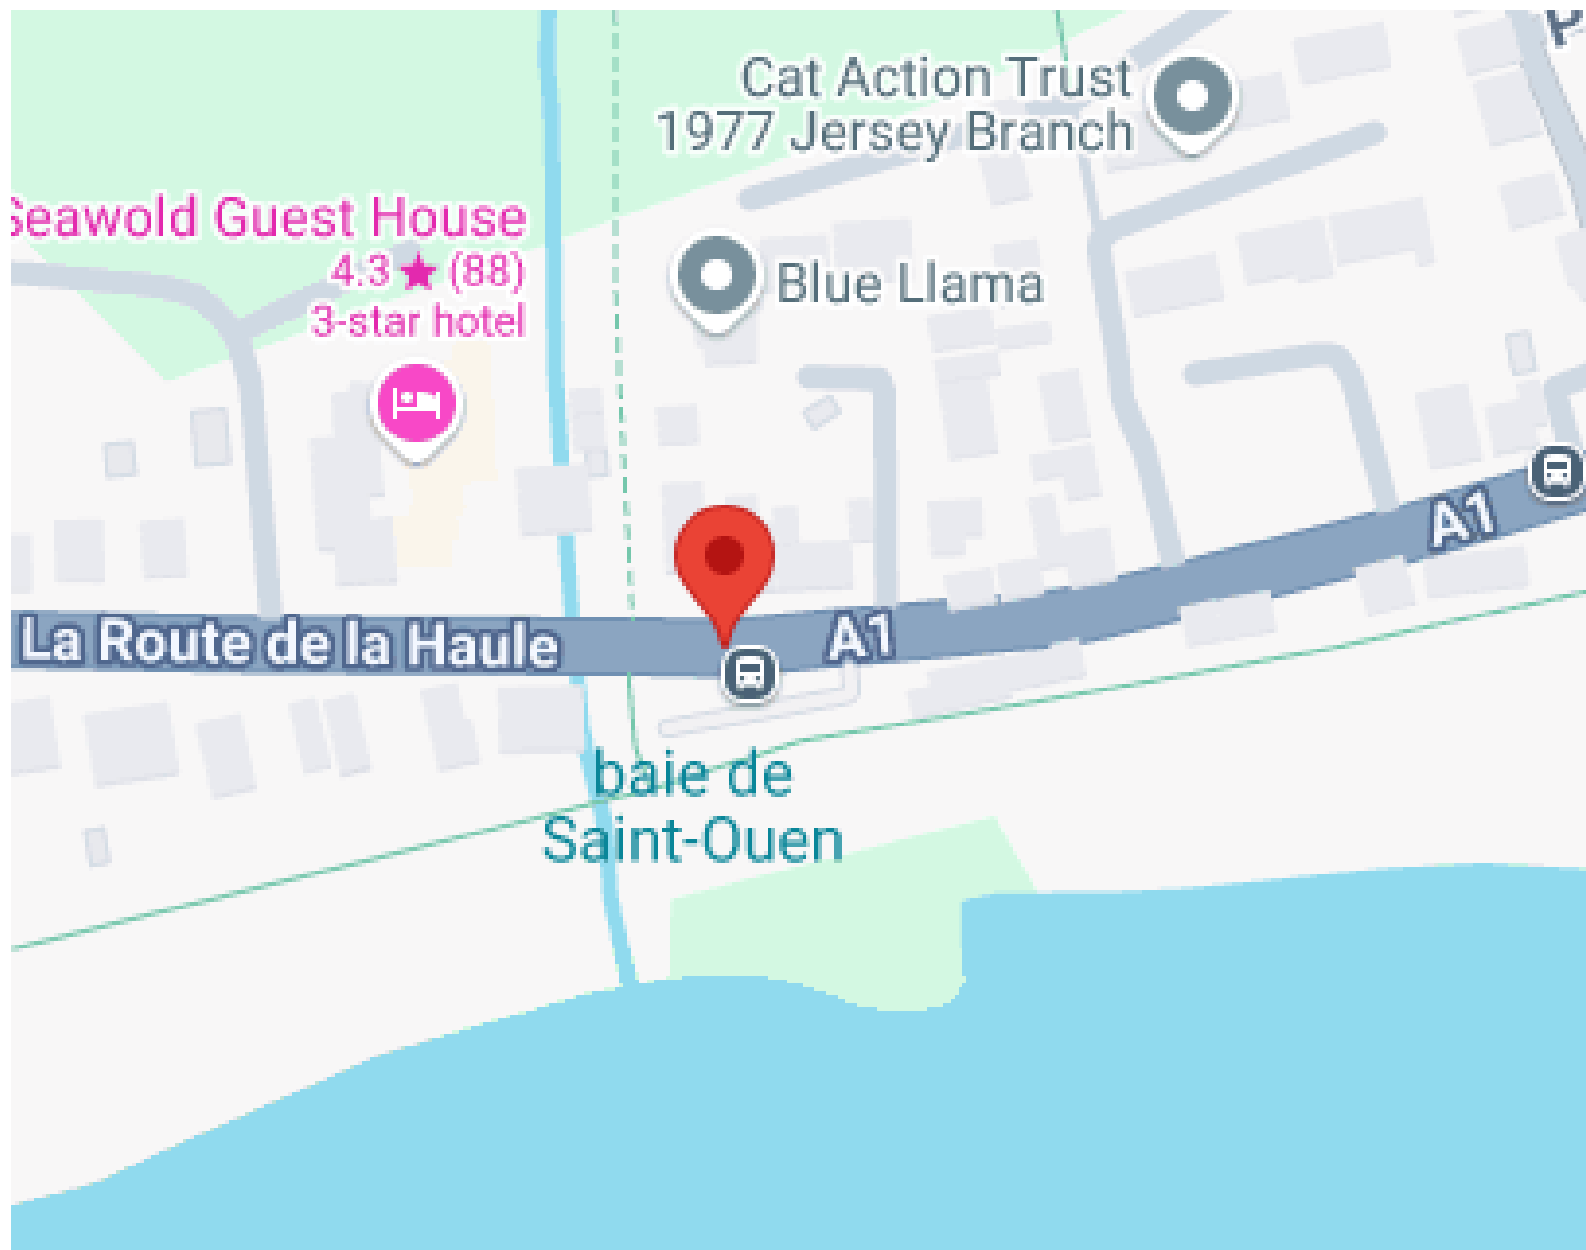 Cat Action Trust
1977 Jersey Branch
Seawold Guest House
4.3 ★ (88)
3-star hotel
Blue Llama
A1
La Route de la Haule
A1
baie de
Saint-Ouen